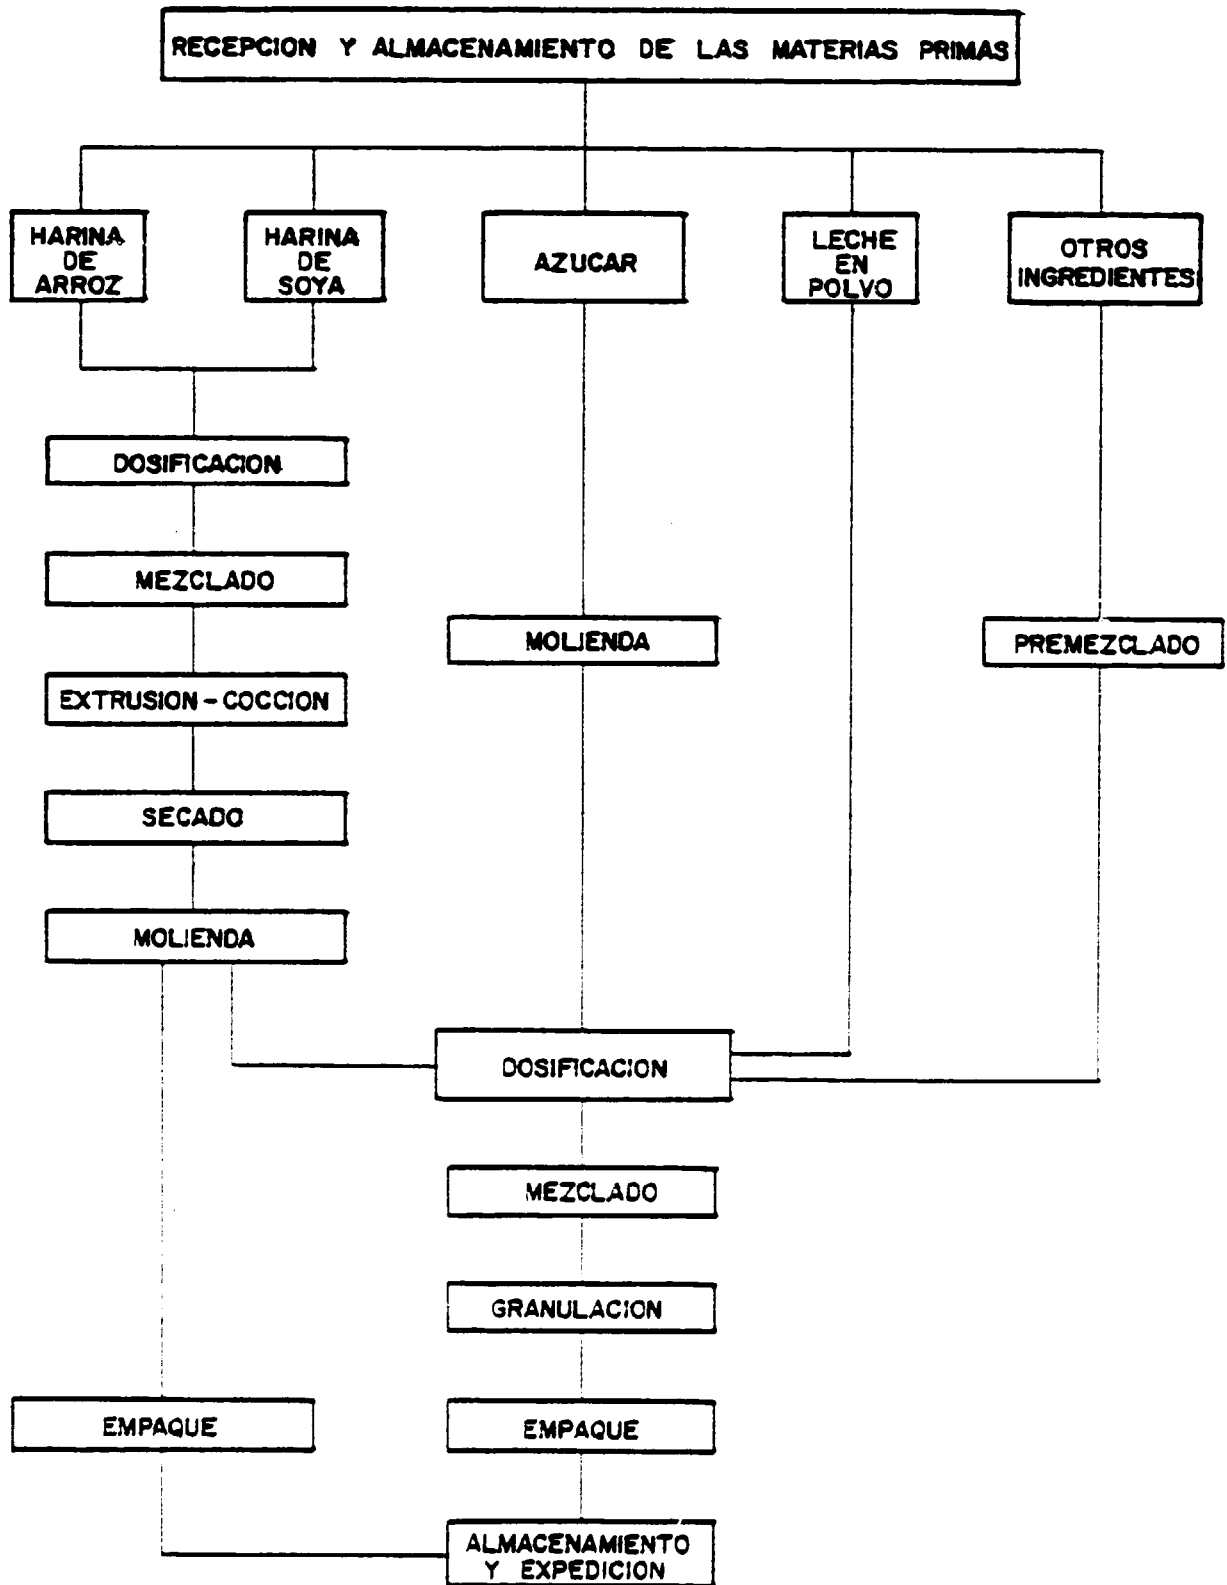 RECEPCION Y ALMACENAMIENTO DE LAS MATERIAS PRIMAS
HARINA
DE
ARROZ
HARINA
DE
SOYA
AZUCAR
LECHE
EN
POLVO
OTROS
INGREDIENTES
DOSIFICACION
MEZCLADO
EXTRUSION - COCCION
SECADO
MOLIENDA
MOLIENDA
PREMEZCLADO
DOSIFICACION
MEZCLADO
GRANULACION
EMPAQUE
EMPAQUE
ALMACENAMIENTO
Y EXPEDICION